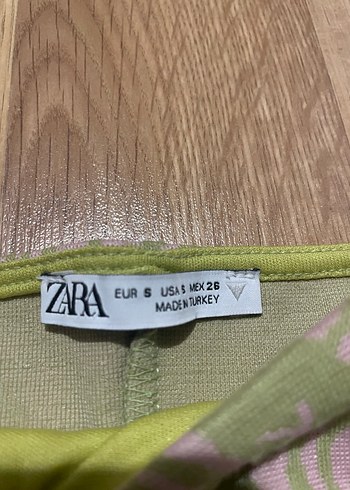 ZARA
EUR S USA S MEX 26
MADE IN TURKEY